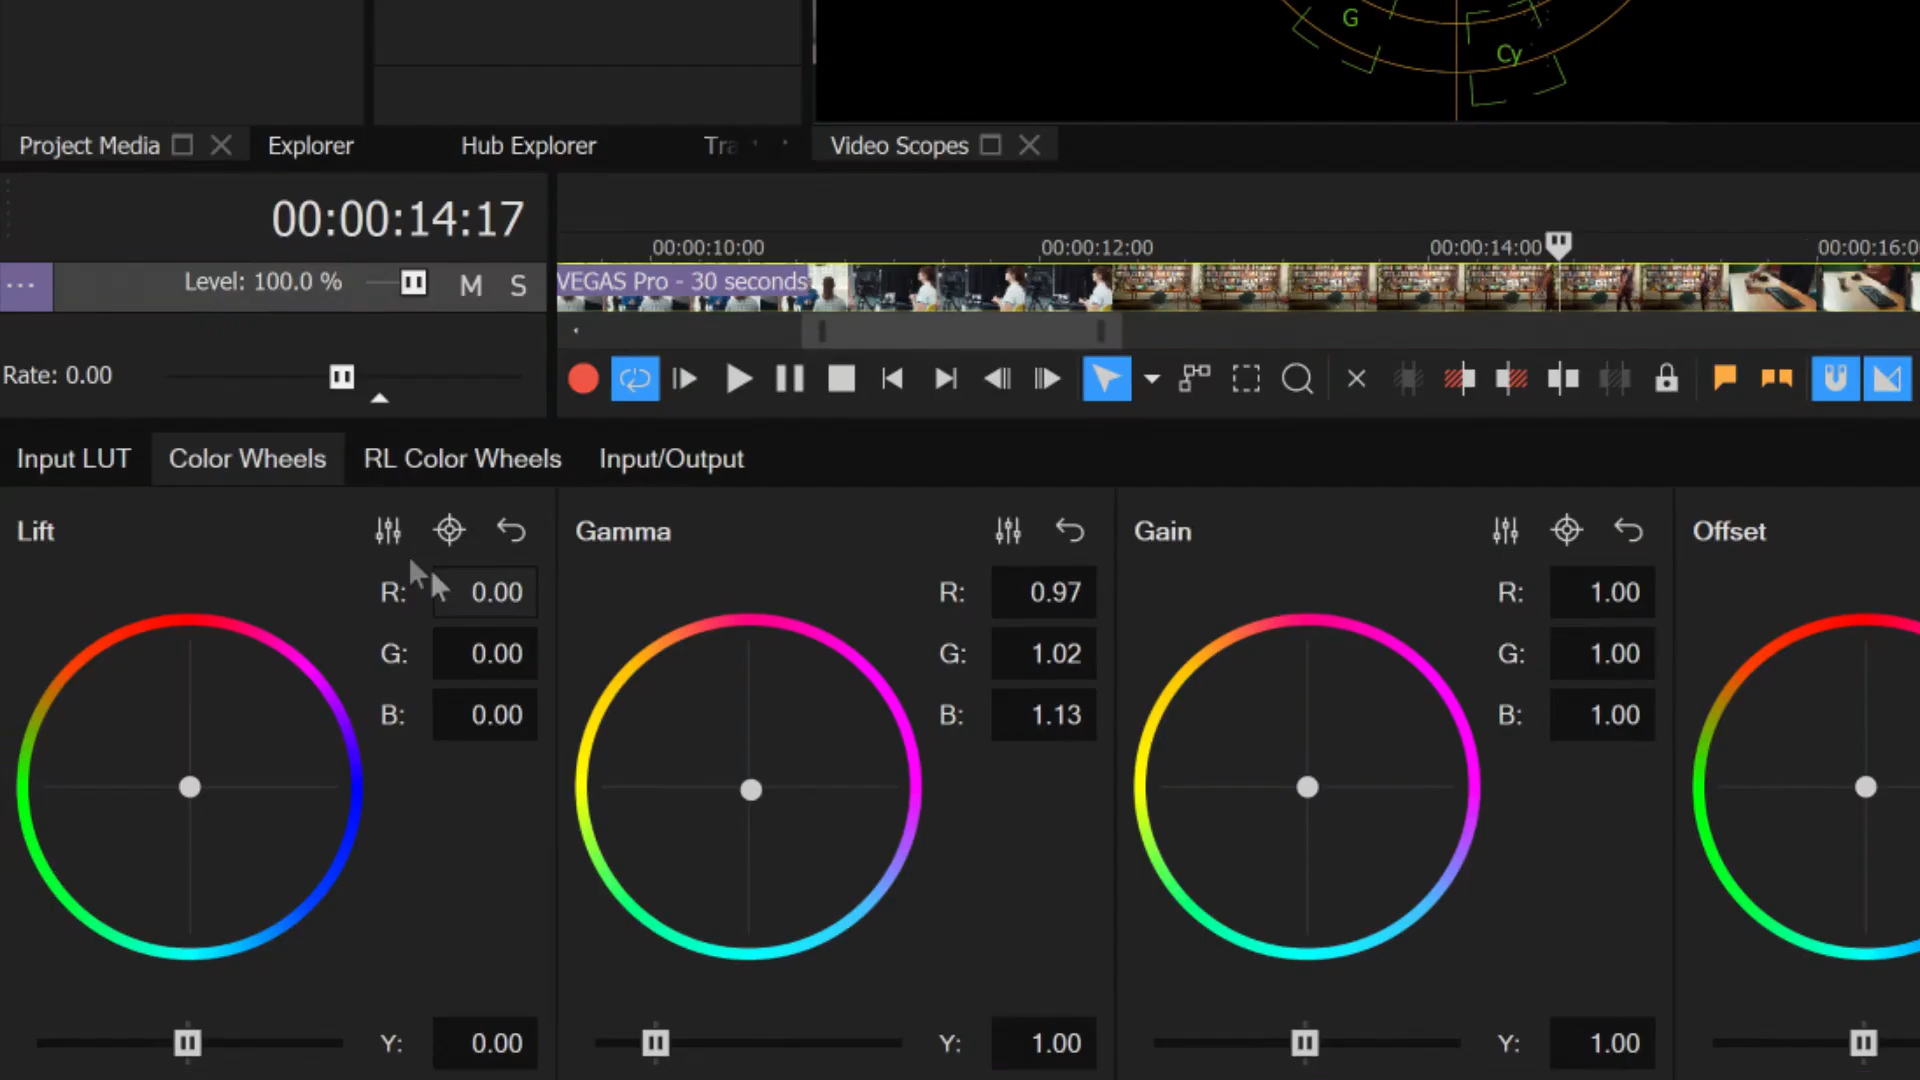 G
Cy
Project Media
Explorer
Hub Explorer
Tra
Video Scopes
00:00:14:17
00:00:10:00
00:00:12:00
00:00:14:00
00:00:16:0
Level: 100.0 %
M
S
VEGAS Pro - 30 seconds
Rate: 0.00
Input LUT
Color Wheels
RL Color Wheels
Input/Output
Lift
R: 0.00
G: 0.00
B: 0.00
Y: 0.00
Gamma
R: 0.97
G: 1.02
B: 1.13
Y: 1.00
Gain
R: 1.00
G: 1.00
B: 1.00
Y: 1.00
Offset